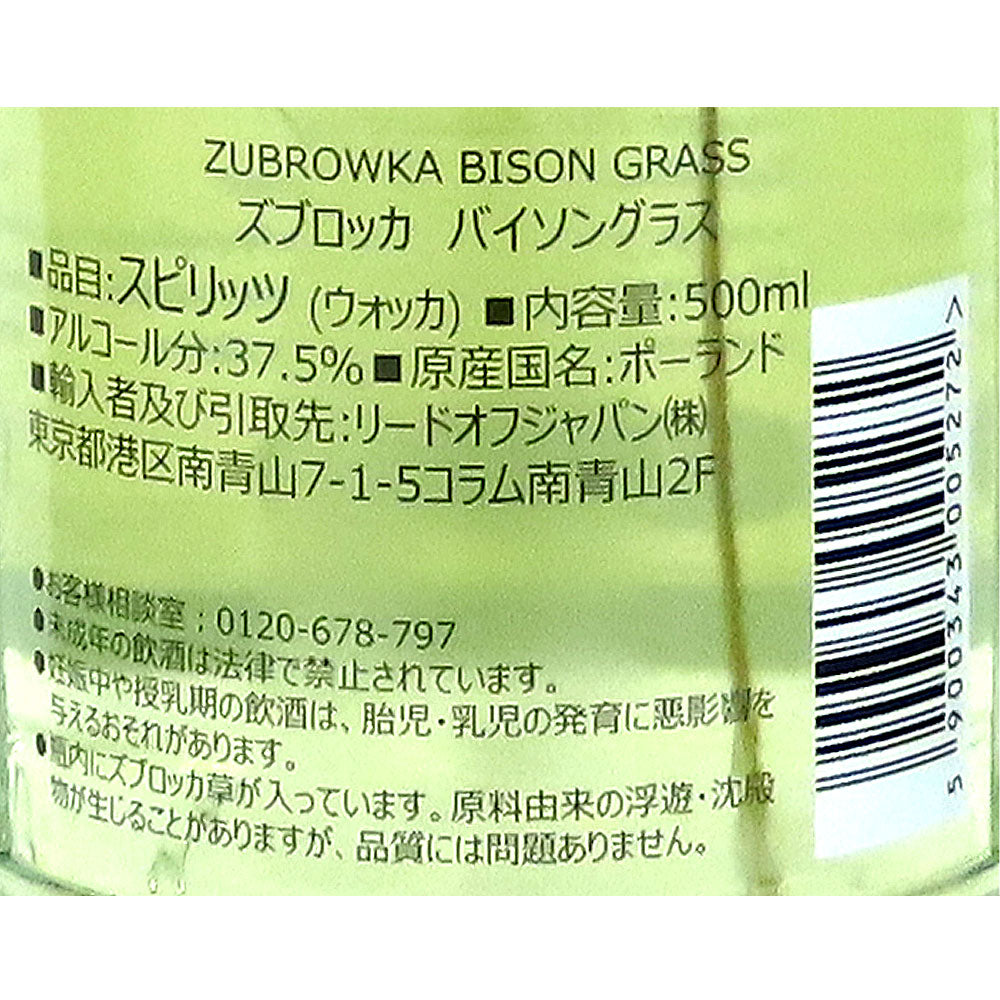 ZUBROWKA BISON GRASS
ズブロッカ バイソングラス
■品目:スピリッツ (ウォッカ) ■内容量:500ml
■アルコール分:37.5% ■原産国名:ポーランド
■輸入者及び引取先:リードオフジャパン(株)
東京都港区南青山7-1-5コラム南青山2F
●お客様相談室:0120-678-797
●未成年の飲酒は法律で禁止されています。
●妊娠中や授乳期の飲酒は、胎児・乳児の発育に悪影響を
与えるおそれがあります。
●瓶内にズブロッカ草が入っています。原料由来の浮遊・沈殿
物が生じることがありますが、品質には問題ありません。
5 900343 005272 >